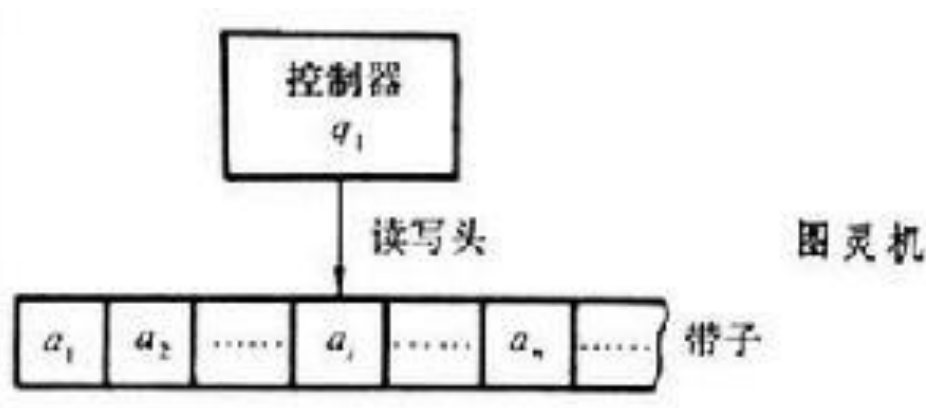 控制器
q₁
读写头
图灵机
a₁ a₂ ...... aᵢ ...... aₙ ...... 带子